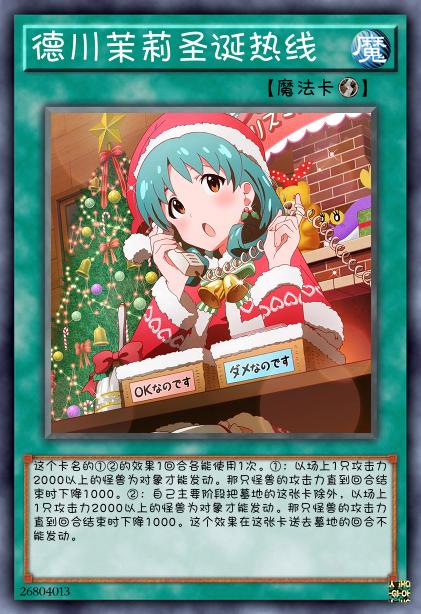 德川茉莉圣诞热线 魔
【魔法卡】
OKなのです
ダメなのです
这个卡名的①②的效果1回合各能使用1次。①：以场上1只攻击力
2000以上的怪兽为对象才能发动。那只怪兽的攻击力直到回合结
束时下降1000。②：自己主要阶段把墓地的这张卡除外，以场上
1只攻击力2000以上的怪兽为对象才能发动。那只怪兽的攻击力
直到回合结束时下降1000。这个效果在这张卡送去墓地的回合不
能发动。
26804013